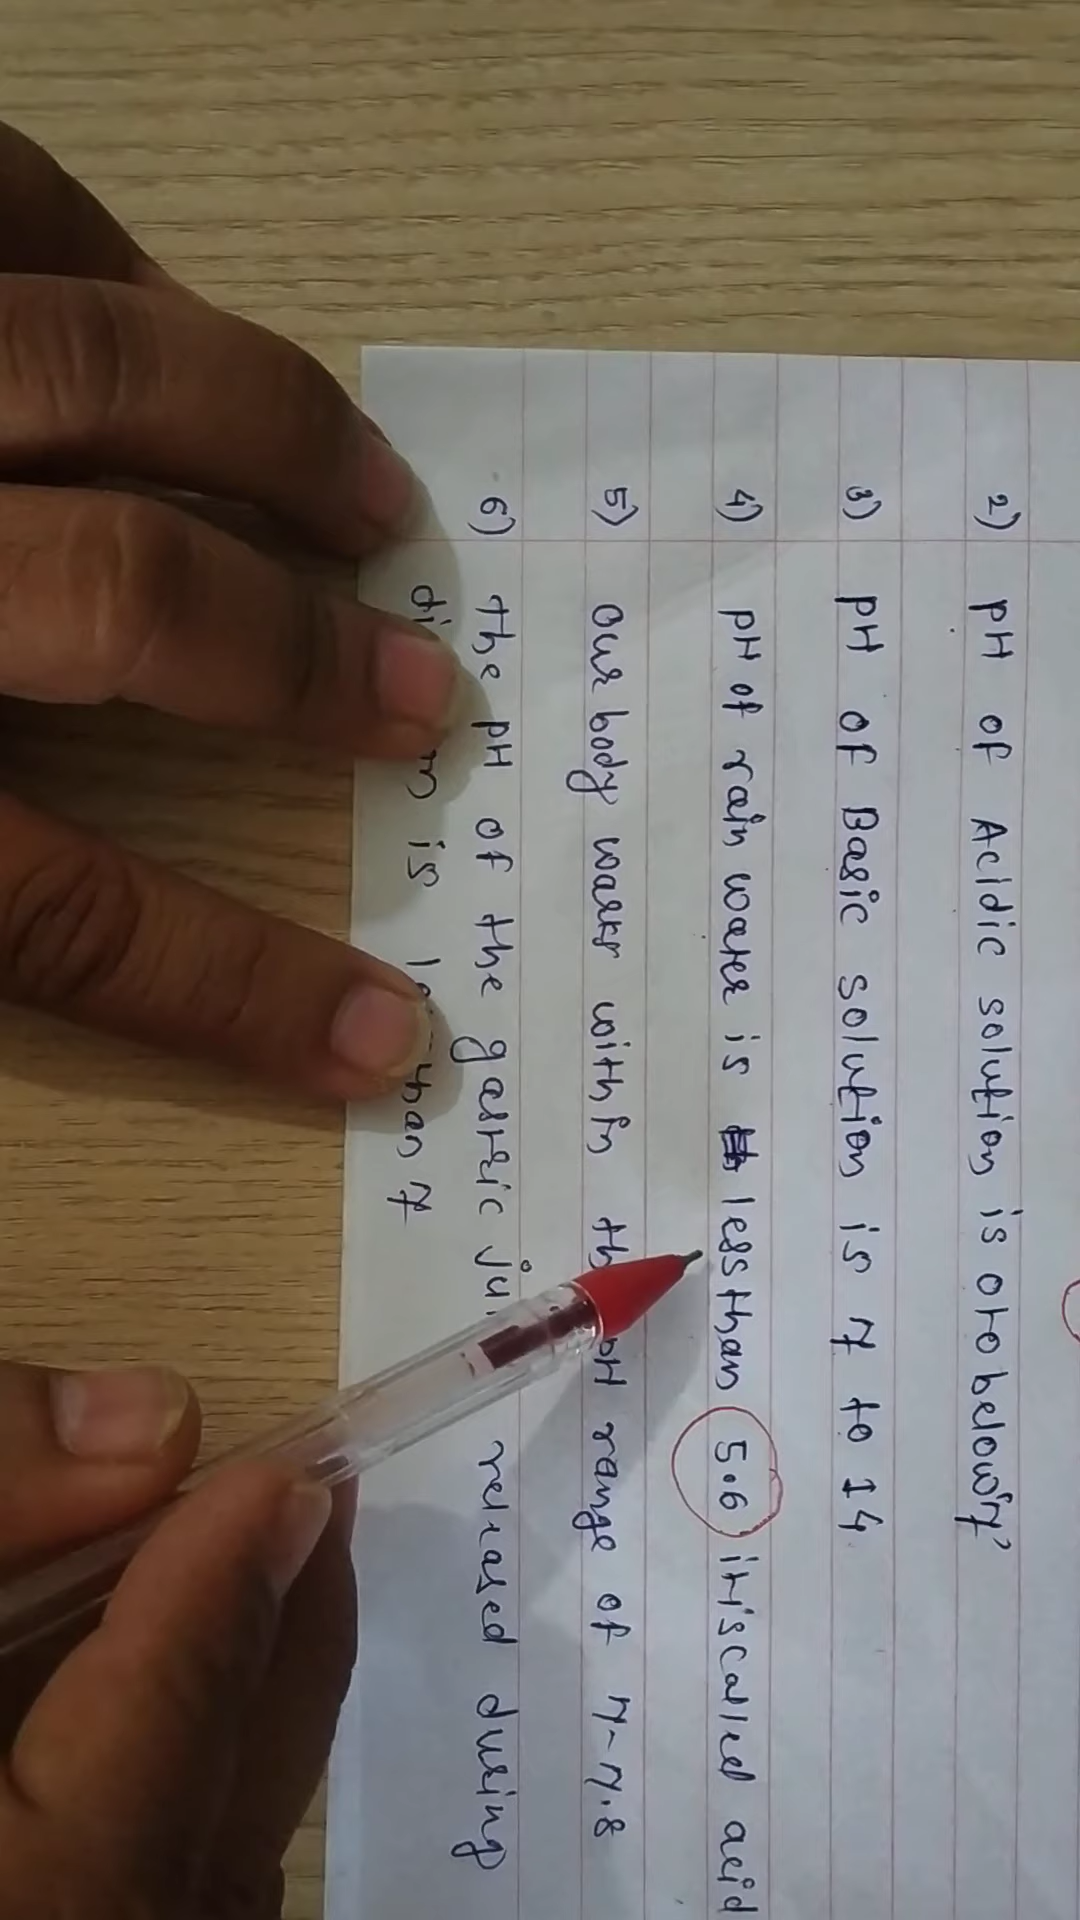 2) pH of Acidic solution is 0 to below '7'
3) pH of Basic solution is 7 to 14.
4) pH of rain water is less than 5.6 it is called acid
5) our body works within pH range of 7-7.8
6) the pH of the gastric released during
is than 7